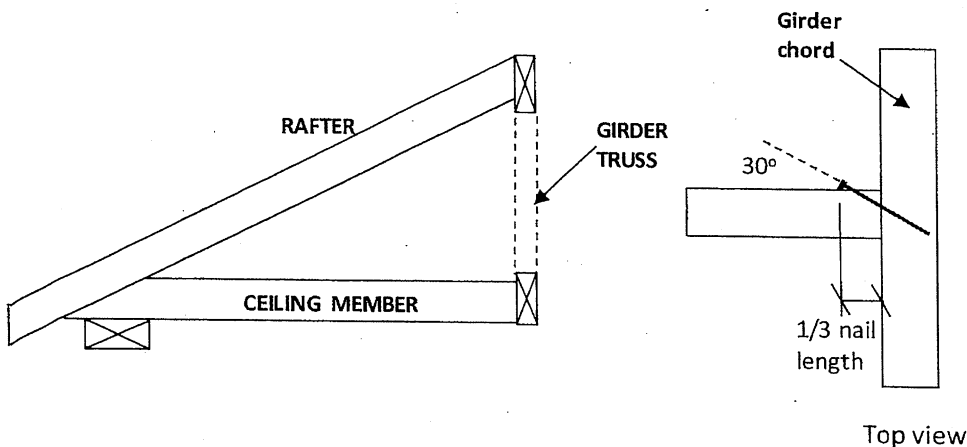 Girder
chord
RAFTER
GIRDER
TRUSS
30°
CEILING MEMBER
1/3 nail
length
Top view